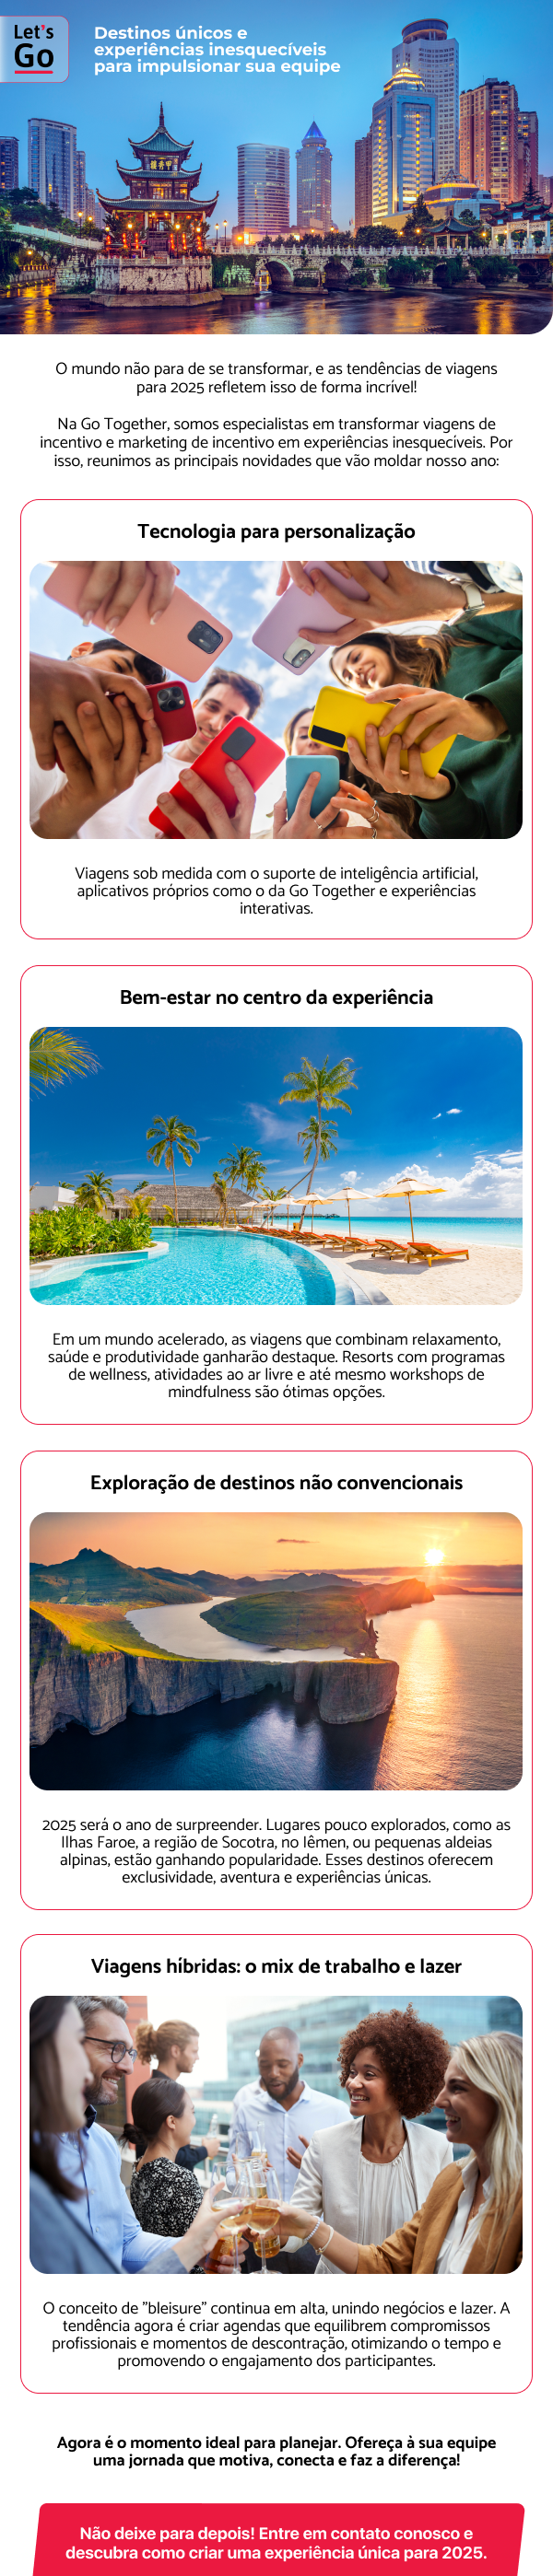 Let's
Go
Destinos únicos e
experiências inesquecíveis
para impulsionar sua equipe
O mundo não para de se transformar, e as tendências de viagens
para 2025 refletem isso de forma incrível!
Na Go Together, somos especialistas em transformar viagens de
incentivo e marketing de incentivo em experiências inesquecíveis. Por
isso, reunimos as principais novidades que vão moldar nosso ano:
Tecnologia para personalização
Viagens sob medida com o suporte de inteligência artificial,
aplicativos próprios como o da Go Together e experiências
interativas.
Bem-estar no centro da experiência
Em um mundo acelerado, as viagens que combinam relaxamento,
saúde e produtividade ganharão destaque. Resorts com programas
de wellness, atividades ao ar livre e até mesmo workshops de
mindfulness são ótimas opções.
Exploração de destinos não convencionais
2025 será o ano de surpreender. Lugares pouco explorados, como as
Ilhas Faroe, a região de Socotra, no Iêmen, ou pequenas aldeias
alpinas, estão ganhando popularidade. Esses destinos oferecem
exclusividade, aventura e experiências únicas.
Viagens híbridas: o mix de trabalho e lazer
O conceito de ”bleisure” continua em alta, unindo negócios e lazer. A
tendência agora é criar agendas que equilibrem compromissos
profissionais e momentos de descontração, otimizando o tempo e
promovendo o engajamento dos participantes.
Agora é o momento ideal para planejar. Ofereça à sua equipe
uma jornada que motiva, conecta e faz a diferença!
Não deixe para depois! Entre em contato conosco e
descubra como criar uma experiência única para 2025.